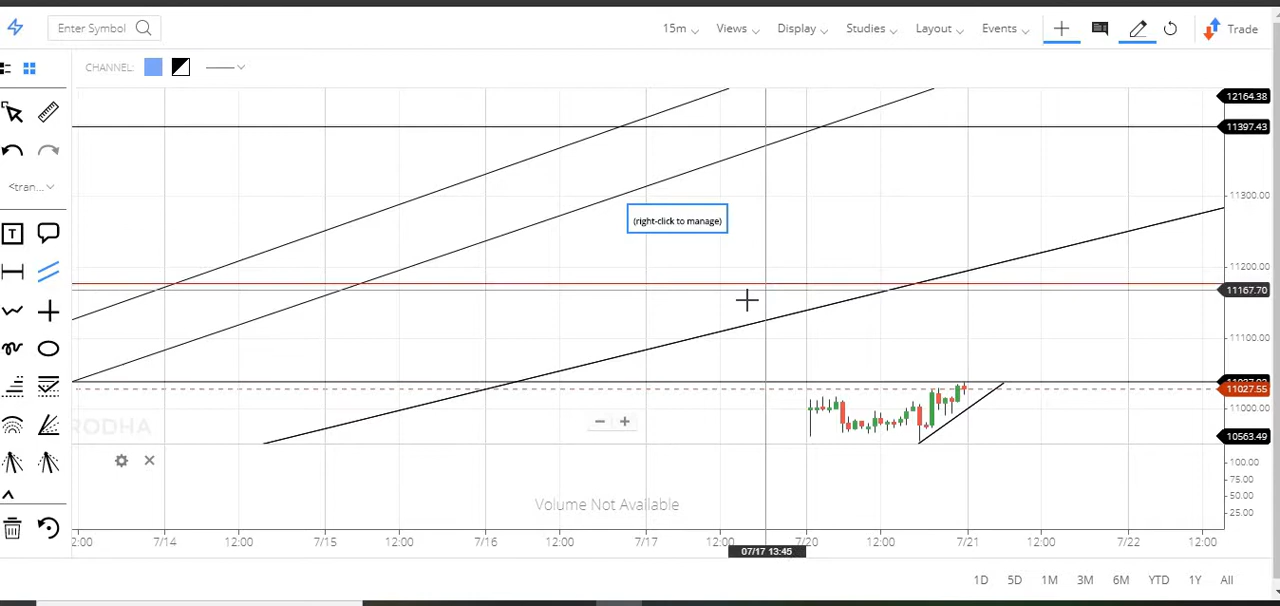 Enter Symbol 15m Views Display Studies Layout Events Trade
CHANNEL:
12164.38
11397.43
<tran...
11300.00
T
(right-click to manage)
11200.00
11167.70
11100.00
11027.55
11000.00
RODHA
10563.49
100.00
75.00
50.00
Volume Not Available
25.00
2:00 7/14 12:00 7/15 12:00 7/16 12:00 7/17 12:00 7/20 12:00 7/21 12:00 7/22 12:00
07/17 13:45
1D 5D 1M 3M 6M YTD 1Y All